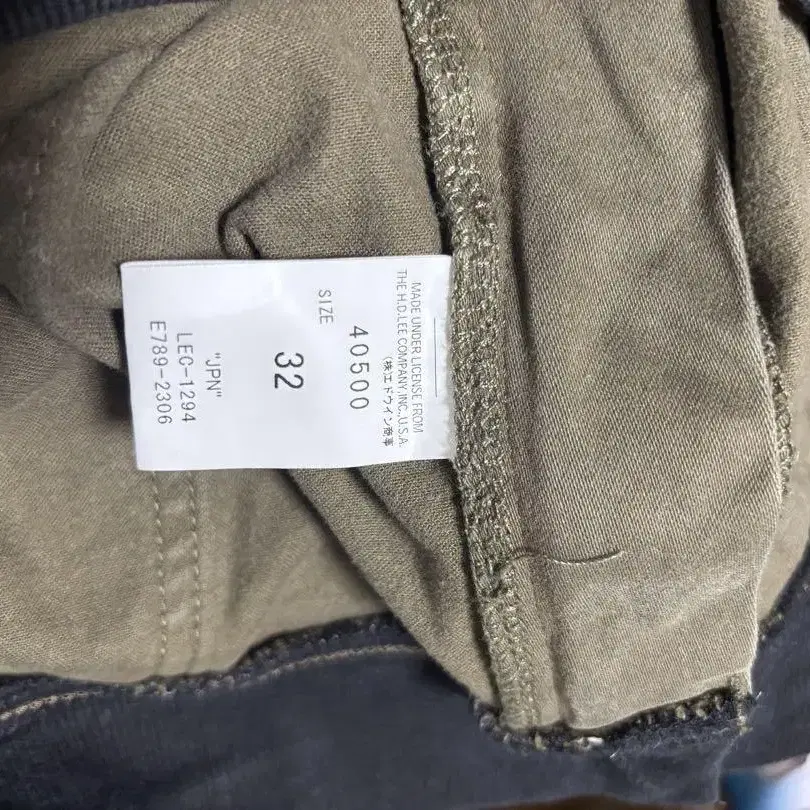 MADE UNDER LICENSE FROM
THE H.D.LEE COMPANY INC.,U.S.A.
(株エドウイン商事
40500
SIZE
32
"JPN"
LEC-1294
E789-2306